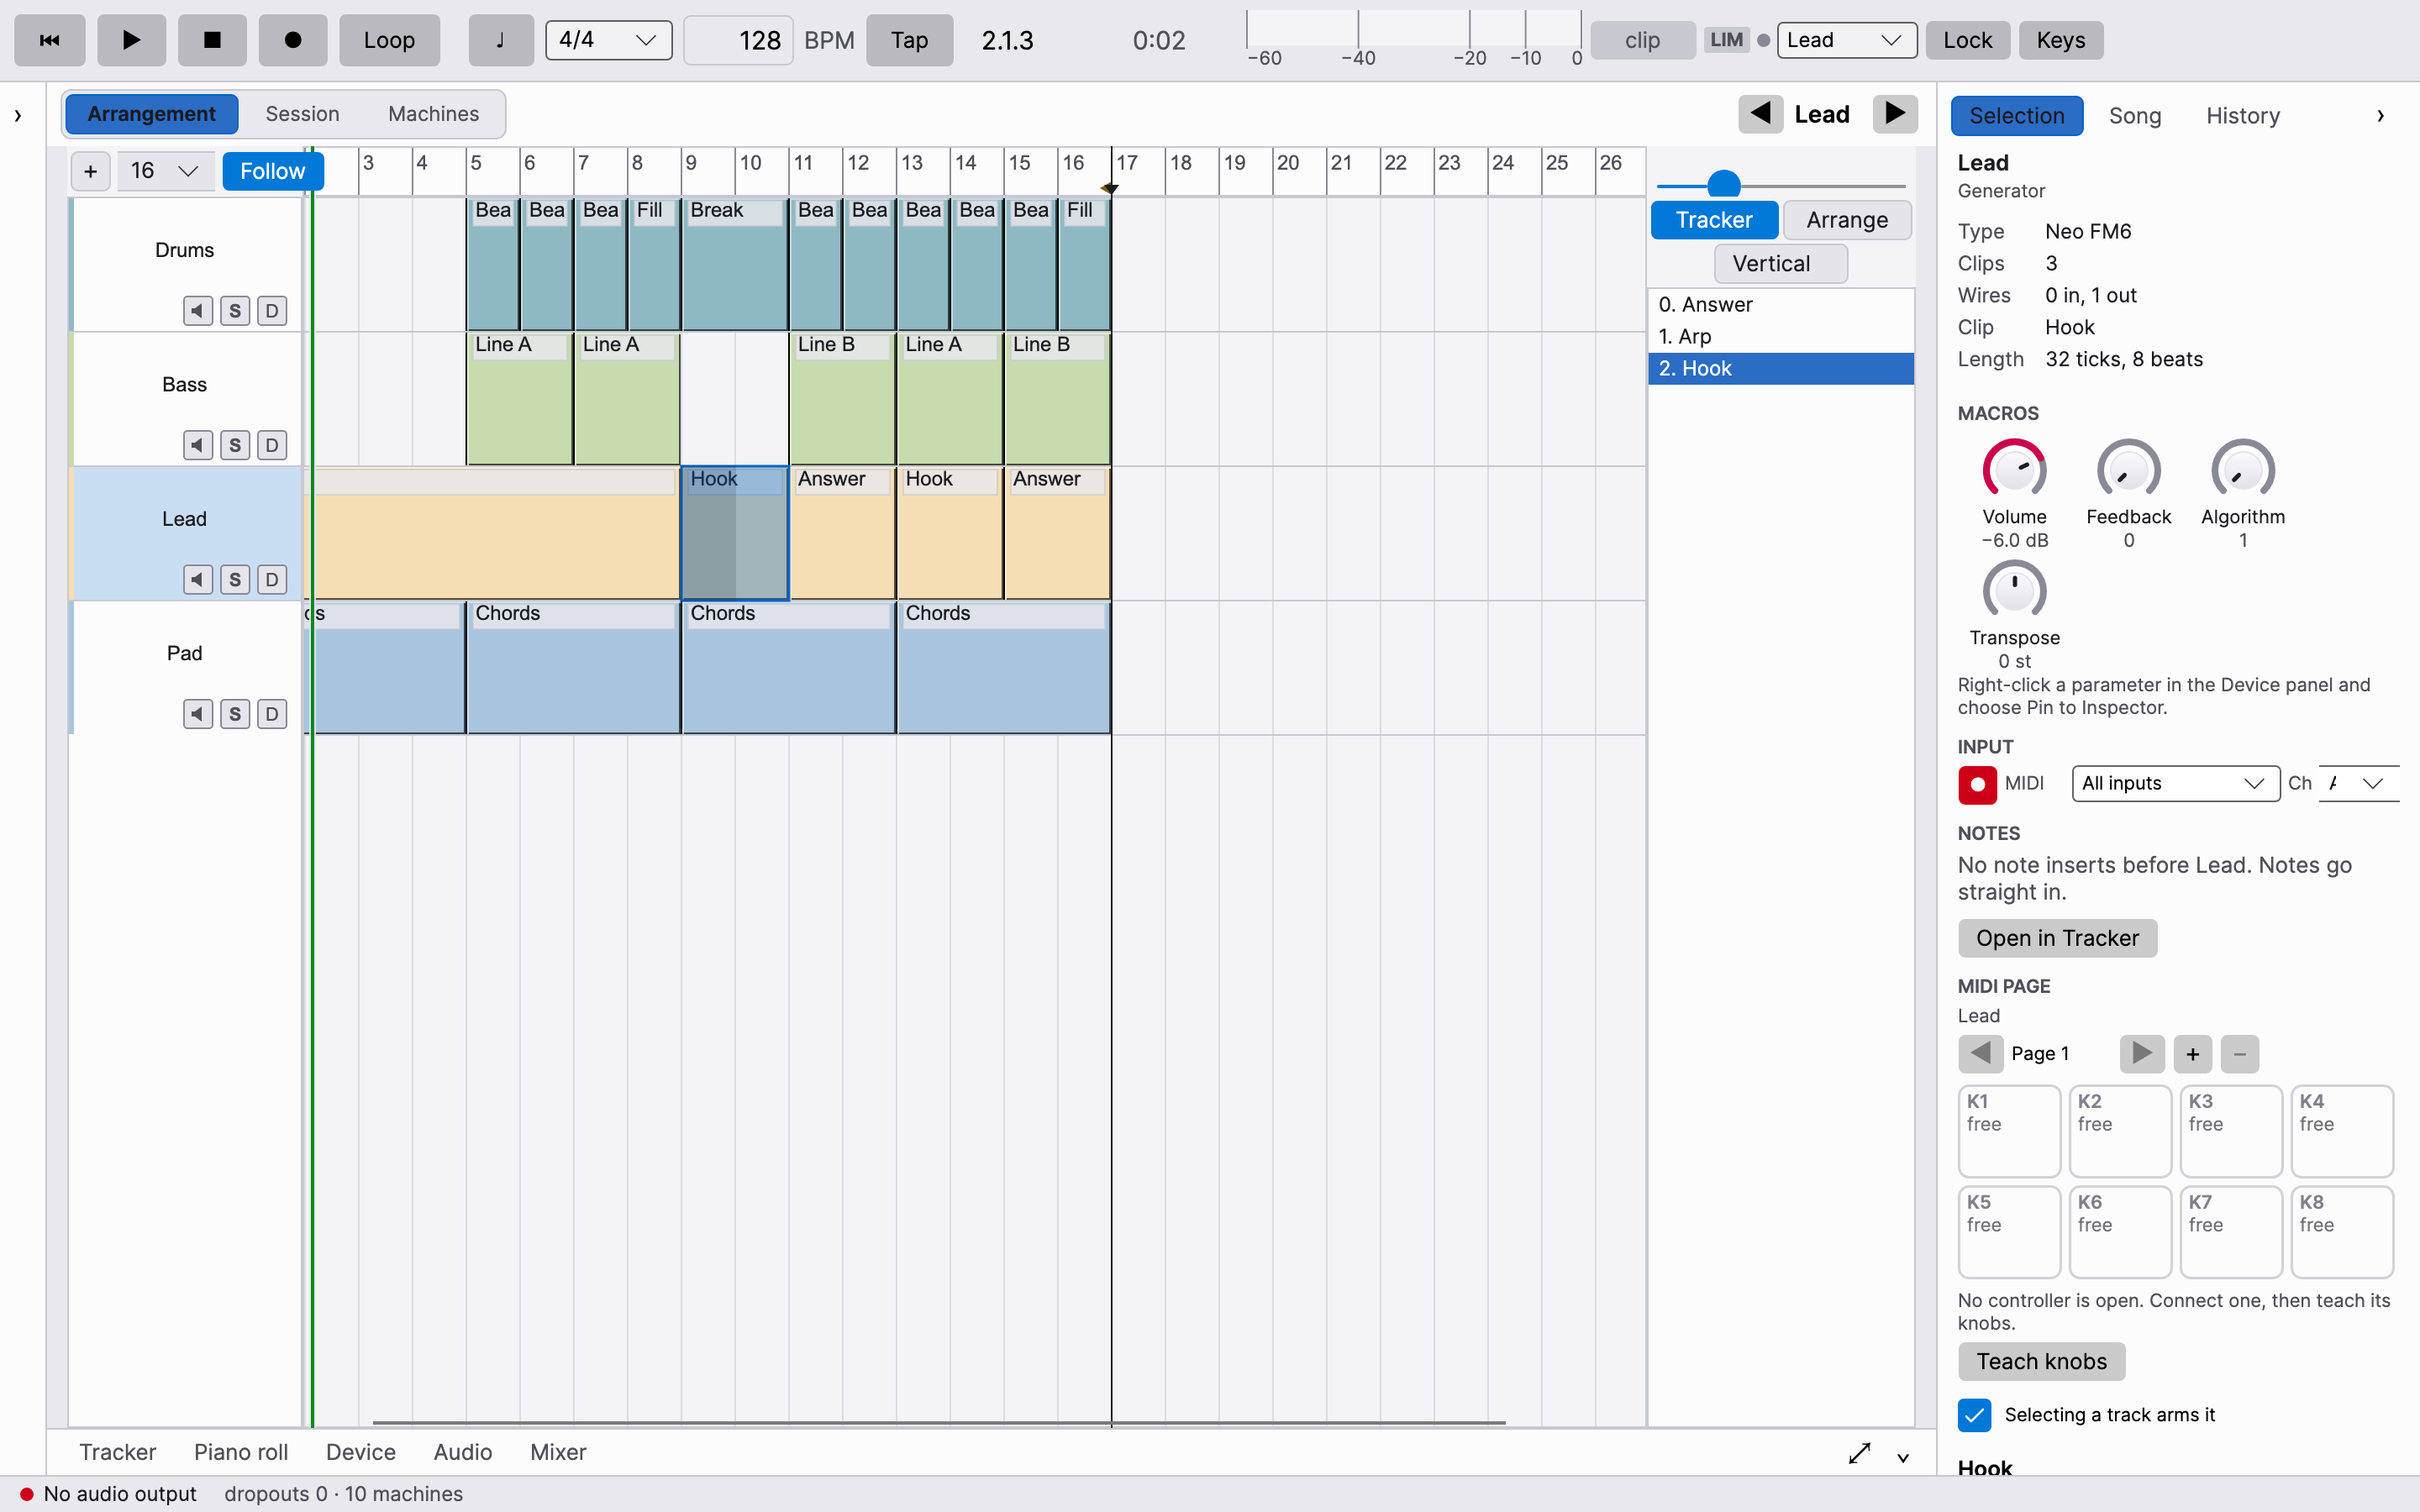 Loop 4/4 128 BPM Tap 2.1.3 0:02 −60 −40 −20 −10 0 clip LIM Lead Lock Keys
Arrangement Session Machines Lead
+ 16 Follow 3 4 5 6 7 8 9 10 11 12 13 14 15 16 17 18 19 20 21 22 23 24 25 26
Drums
S D
Bea Bea Bea Fill Break Bea Bea Bea Bea Bea Fill
Bass
S D
Line A Line A Line B Line A Line B
Lead
S D
Hook Answer Hook Answer
Pad
S D
ds Chords Chords Chords
Tracker Arrange
Vertical
0. Answer
1. Arp
2. Hook
Selection Song History
Lead
Generator
Type Neo FM6
Clips 3
Wires 0 in, 1 out
Clip Hook
Length 32 ticks, 8 beats
MACROS
Volume Feedback Algorithm
−6.0 dB 0 1
Transpose
0 st
Right-click a parameter in the Device panel and
choose Pin to Inspector.
INPUT
MIDI All inputs Ch
NOTES
No note inserts before Lead. Notes go
straight in.
Open in Tracker
MIDI PAGE
Lead
Page 1 + −
K1 K2 K3 K4
free free free free
K5 K6 K7 K8
free free free free
No controller is open. Connect one, then teach its
knobs.
Teach knobs
Selecting a track arms it
Hook
Tracker Piano roll Device Audio Mixer
No audio output dropouts 0 · 10 machines